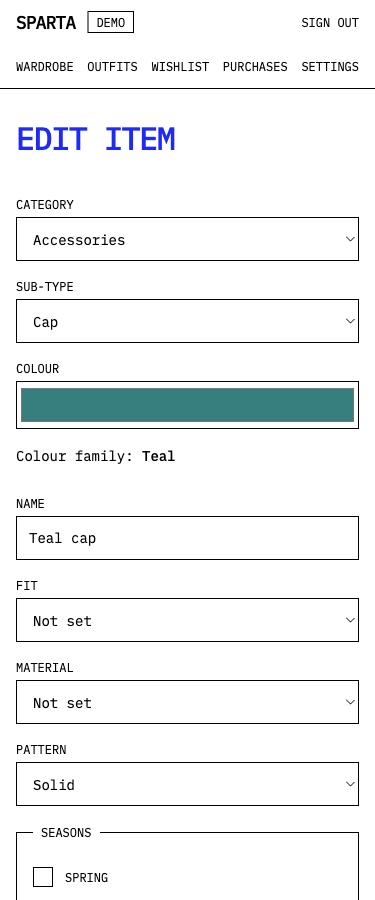 SPARTA DEMO SIGN OUT
WARDROBE OUTFITS WISHLIST PURCHASES SETTINGS
EDIT ITEM
CATEGORY
Accessories
SUB-TYPE
Cap
COLOUR
Colour family: Teal
NAME
Teal cap
FIT
Not set
MATERIAL
Not set
PATTERN
Solid
SEASONS
SPRING